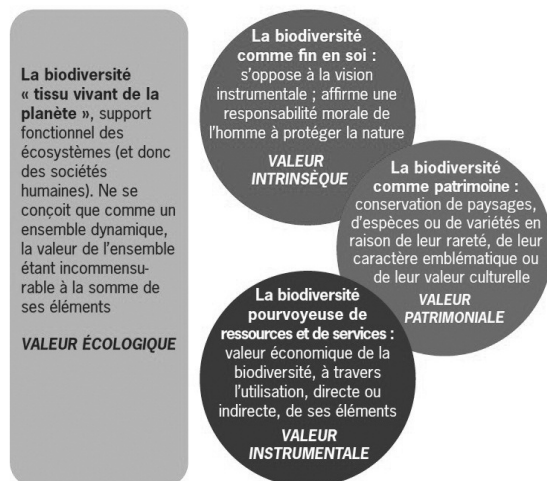 La biodiversité
« tissu vivant de la
planète », support
fonctionnel des
écosystèmes (et donc
des sociétés
humaines). Ne se
conçoit que comme un
ensemble dynamique,
la valeur de l'ensemble
étant incommensu-
rable à la somme de
ses éléments
VALEUR ÉCOLOGIQUE
La biodiversité
comme fin en soi :
s'oppose à la vision
instrumentale ; affirme une
responsabilité morale de
l'homme à protéger la nature
VALEUR
INTRINSÈQUE
La biodiversité
comme patrimoine :
conservation de paysages,
d'espèces ou de variétés en
raison de leur rareté, de leur
caractère emblématique ou
de leur valeur culturelle
VALEUR
PATRIMONIALE
La biodiversité
pourvoyeuse de
ressources et de services :
valeur économique de la
biodiversité, à travers
l'utilisation, directe ou
indirecte, de ses éléments
VALEUR
INSTRUMENTALE